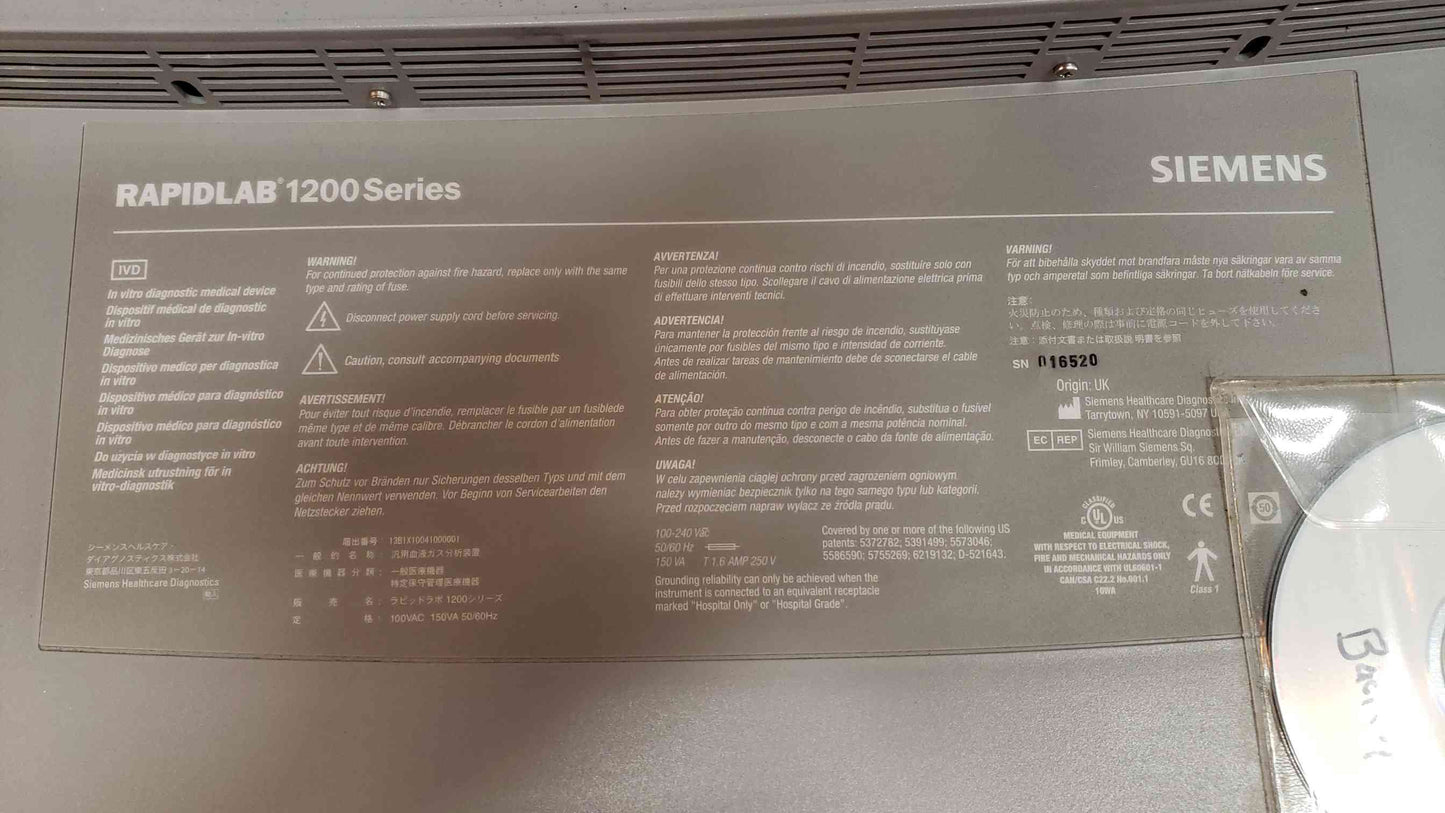 RAPIDLAB® 1200 Series
SIEMENS
IVD
In vitro diagnostic medical device
Dispositif médical de diagnostic
in vitro
Medizinisches Gerät zur In-vitro
Diagnose
Dispositivo medico per diagnostica
in vitro
Dispositivo médico para diagnóstico
in vitro
Dispositivo médico para diagnóstico
in vitro
Do użycia w diagnostyce in vitro
Medicinsk utrustning för in
vitro-diagnostik
シーメンスヘルスケア・
ダイアグノスティクス株式会社
東京都品川区東五反田 3-20-14
Siemens Healthcare Diagnostics
輸入
WARNING!
For continued protection against fire hazard, replace only with the same
type and rating of fuse.
Disconnect power supply cord before servicing.
Caution, consult accompanying documents
AVERTISSEMENT!
Pour éviter tout risque d'incendie, remplacer le fusible par un fusiblede
même type et de même calibre. Débrancher le cordon d'alimentation
avant toute intervention.
ACHTUNG!
Zum Schutz vor Bränden nur Sicherungen desselben Typs und mit dem
gleichen Nennwert verwenden. Vor Beginn von Servicearbeiten den
Netzstecker ziehen.
届出番号 : 13B1X10041000001
一般的名称 : 汎用血液ガス分析装置
医療機器分類 : 一般医療機器
特定保守管理医療機器
販売名 : ラピッドラボ 1200シリーズ
定格 : 100VAC 150VA 50/60Hz
AVVERTENZA!
Per una protezione continua contro rischi di incendio, sostituire solo con
fusibili dello stesso tipo. Scollegare il cavo di alimentazione elettrica prima
di effettuare interventi tecnici.
ADVERTENCIA!
Para mantener la protección frente al riesgo de incendio, sustitúyase
únicamente por fusibles del mismo tipo e intensidad de corriente.
Antes de realizar tareas de mantenimiento debe de sconectarse el cable
de alimentación.
ATENÇÃO!
Para obter proteção contínua contra perigo de incêndio, substitua o fusível
somente por outro do mesmo tipo e com a mesma potência nominal.
Antes de fazer a manutenção, desconecte o cabo da fonte de alimentação.
UWAGA!
W celu zapewnienia ciągłej ochrony przed zagrozeniem ogniowym
nalezy wymieniac bezpiecznik tylko na tego samego typu lub kategorii.
Przed rozpoczeciem napraw wylacz ze źródła pradu.
100-240 Vac
50/60 Hz
150 VA T 1.6 AMP 250 V
Covered by one or more of the following US
patents: 5372782; 5391499; 5573046;
5586590; 5755269; 6219132; D-521643.
Grounding reliability can only be achieved when the
instrument is connected to an equivalent receptacle
marked "Hospital Only" or "Hospital Grade".
VARNING!
För att bibehålla skyddet mot brandfara måste nya säkringar vara av samma
typ och amperetal som befintliga säkringar. Ta bort nätkabeln före service.
注意:
火災防止のため、種類および定格の同じヒューズを使用してくださ
い。点検、修理の際は事前に電源コードを外して下さい。
注意: 添付文書または取扱説明書を参照
SN 016520
Origin: UK
Siemens Healthcare Diagnostics
Tarrytown, NY 10591-5097 U
EC REP
Siemens Healthcare Diagnost
Sir William Siemens Sq.
Frimley, Camberley, GU16 8
CLASSIFIED
C UL US
MEDICAL EQUIPMENT
WITH RESPECT TO ELECTRICAL SHOCK,
FIRE AND MECHANICAL HAZARDS ONLY
IN ACCORDANCE WITH UL60601-1
CAN/CSA C22.2 No.601.1
10WA
CE
50
Class 1